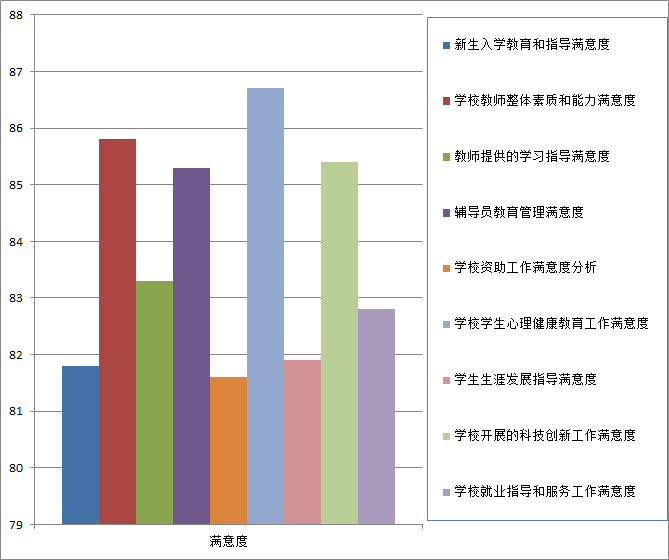 88
87
86
85
84
83
82
81
80
79
满意度
新生入学教育和指导满意度
学校教师整体素质和能力满意度
教师提供的学习指导满意度
辅导员教育管理满意度
学校资助工作满意度分析
学校学生心理健康教育工作满意度
学生生涯发展指导满意度
学校开展的科技创新工作满意度
学校就业指导和服务工作满意度